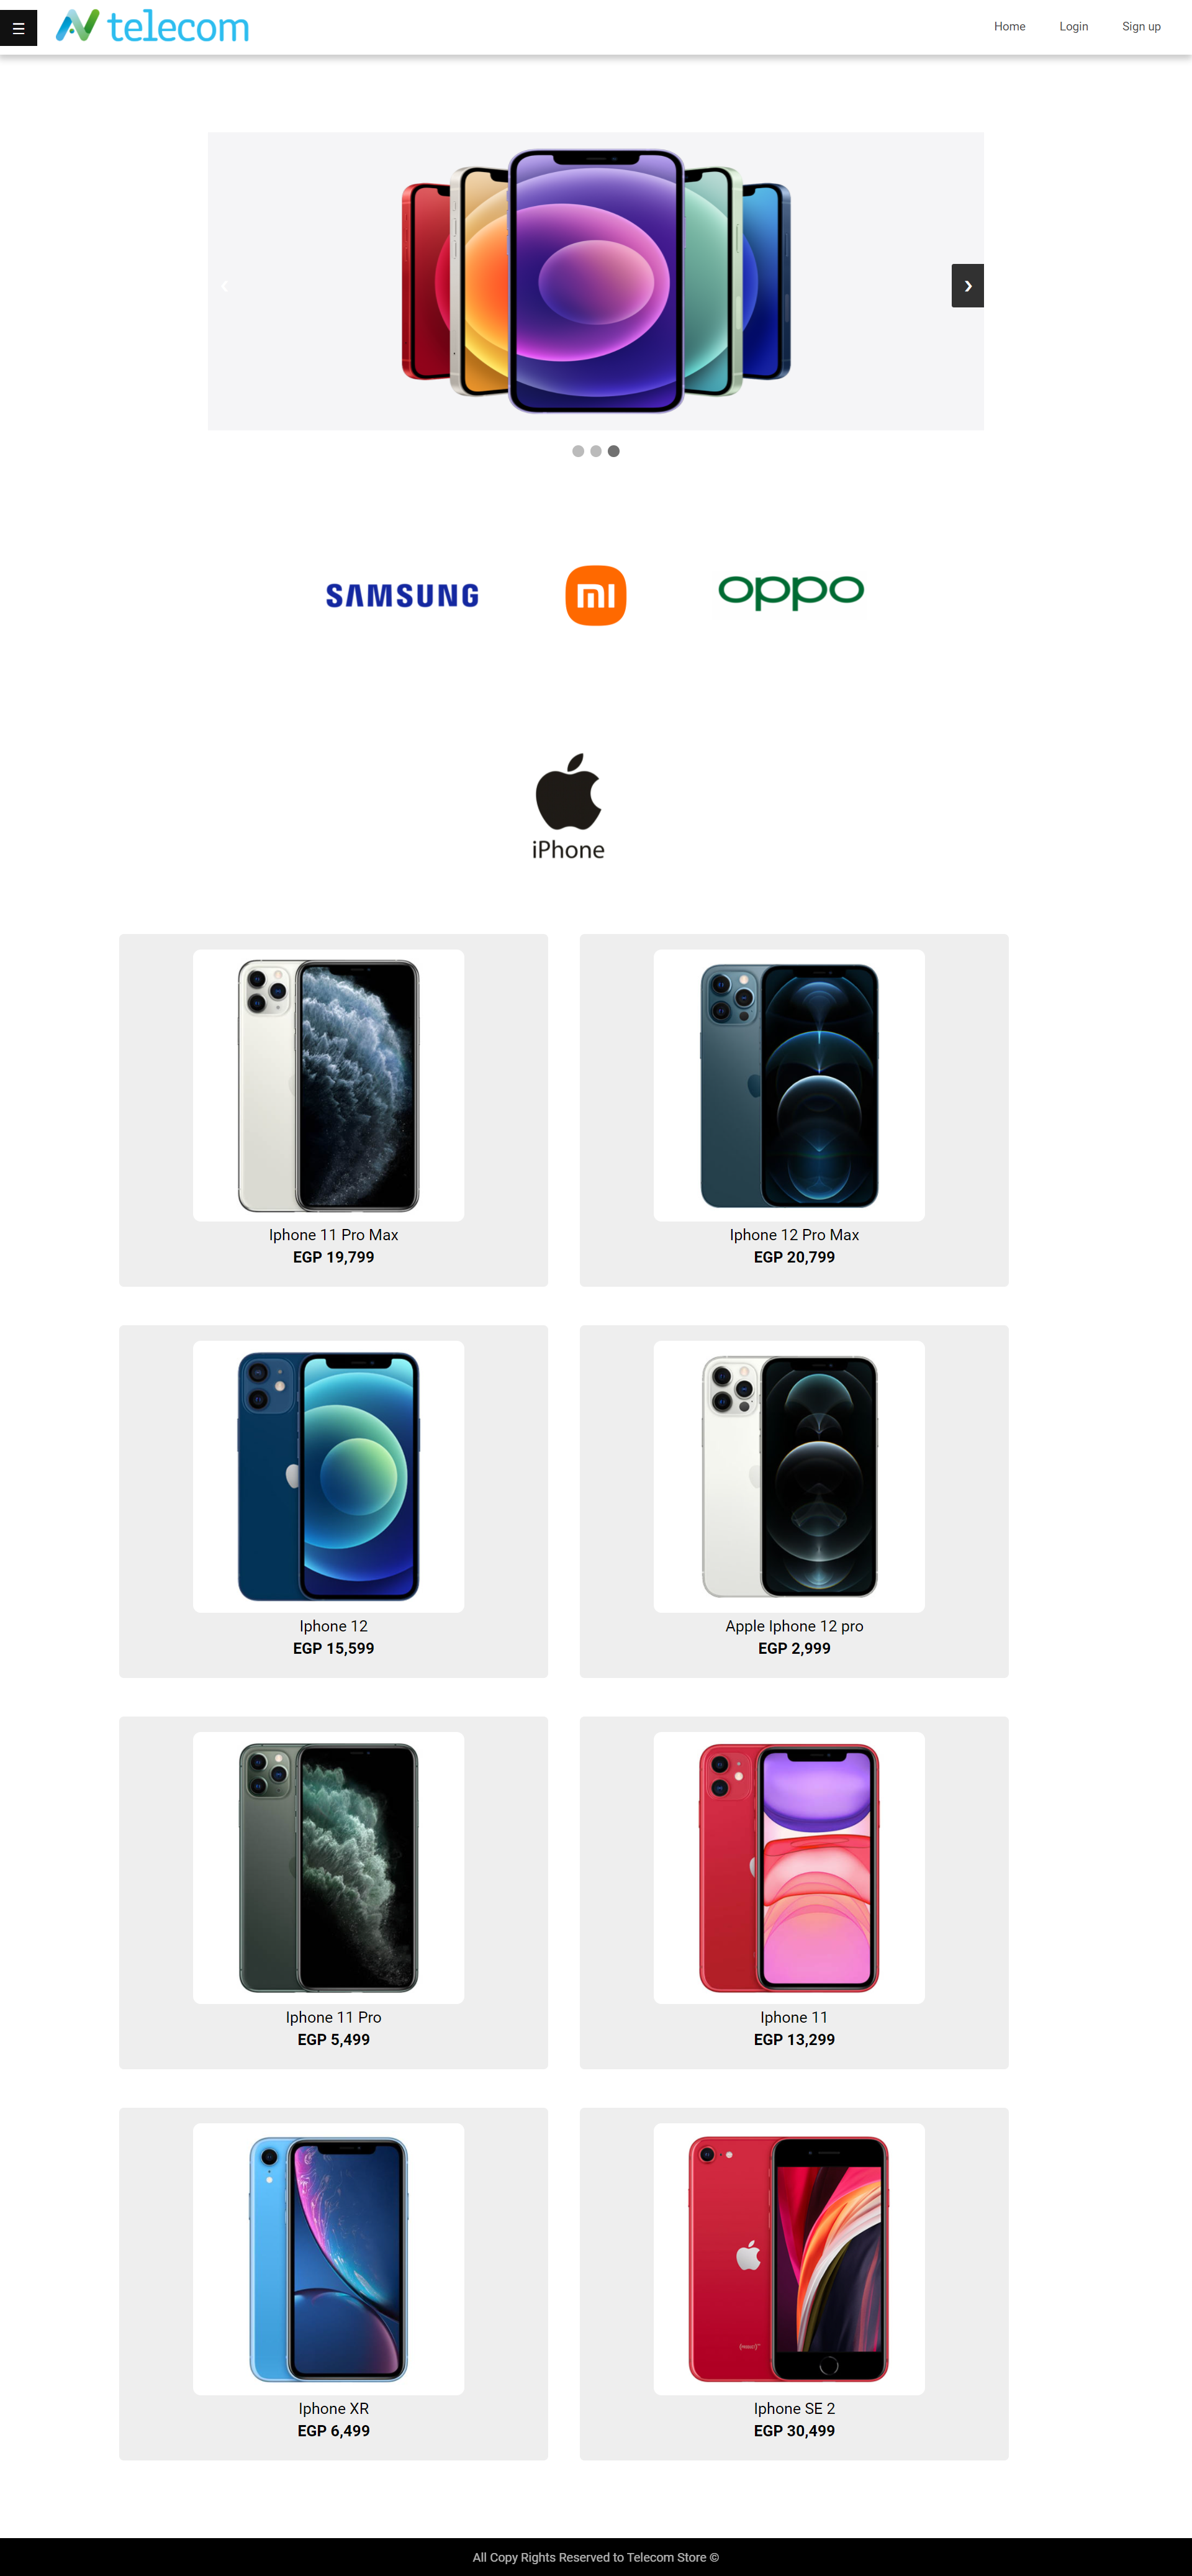 ☰
telecom
Home
Login
Sign up
❮
❯
SAMSUNG
mi
oppo
iPhone
Iphone 11 Pro Max
EGP 19,799
Iphone 12 Pro Max
EGP 20,799
Iphone 12
EGP 15,599
Apple Iphone 12 pro
EGP 2,999
Iphone 11 Pro
EGP 5,499
Iphone 11
EGP 13,299
Iphone XR
EGP 6,499
Iphone SE 2
EGP 30,499
All Copy Rights Reserved to Telecom Store ©